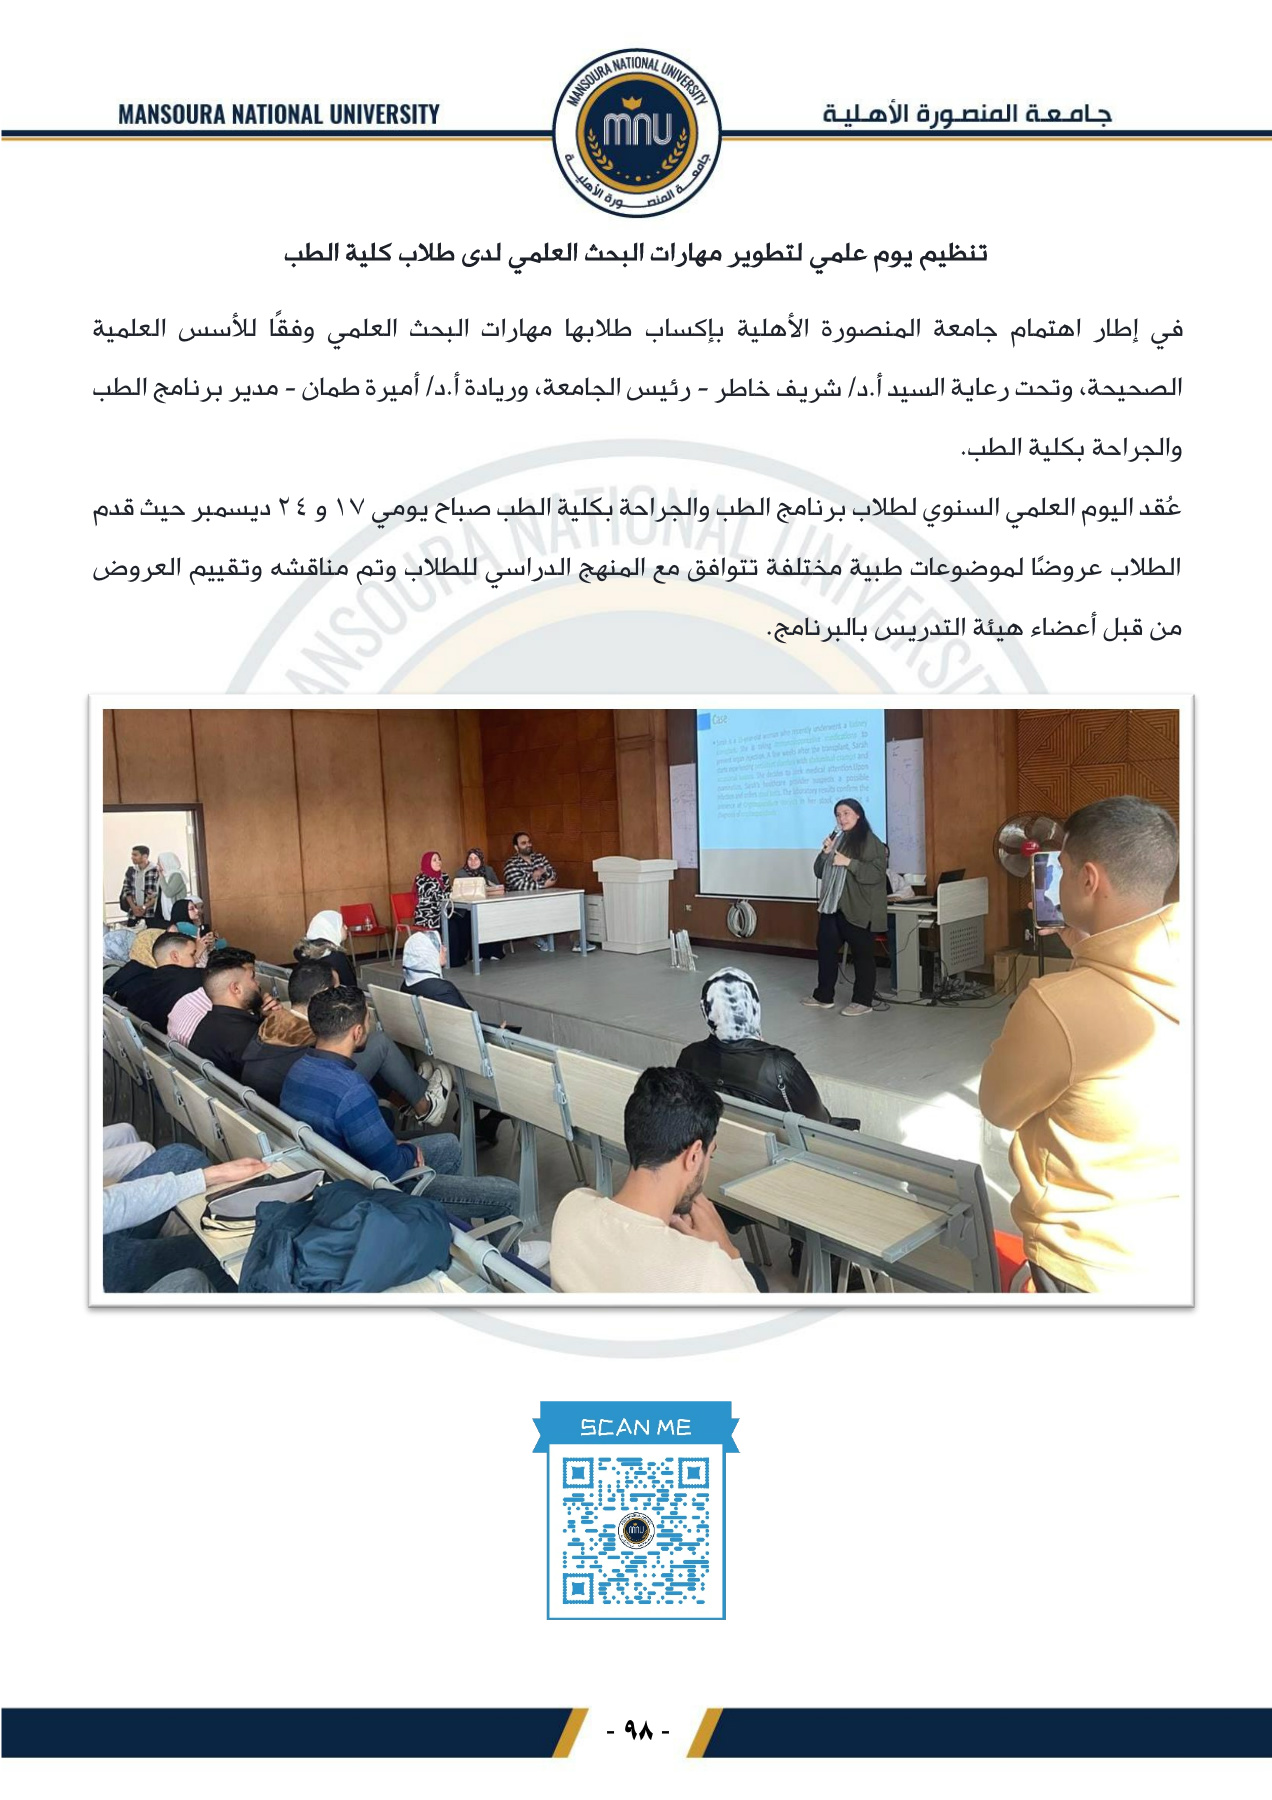 MANSOURA NATIONAL UNIVERSITY
جامعة المنصورة الأهلية
MANSOURA NATIONAL UNIVERSITY
mnu
جامعة المنصورة الأهلية
تنظيم يوم علمي لتطوير مهارات البحث العلمي لدى طلاب كلية الطب
في إطار اهتمام جامعة المنصورة الأهلية بإكساب طلابها مهارات البحث العلمي وفقًا للأسس العلمية
الصحيحة، وتحت رعاية السيد أ.د/ شريف خاطر - رئيس الجامعة، وريادة أ.د/ أميرة طمان - مدير برنامج الطب
والجراحة بكلية الطب.
عُقد اليوم العلمي السنوي لطلاب برنامج الطب والجراحة بكلية الطب صباح يومي ١٧ و ٢٤ ديسمبر حيث قدم
الطلاب عروضًا لموضوعات طبية مختلفة تتوافق مع المنهج الدراسي للطلاب وتم مناقشه وتقييم العروض
من قبل أعضاء هيئة التدريس بالبرنامج.
MANSOURA NATIONAL UNIVERSITY
Case
SCAN ME
mnu
- ٩٨ -